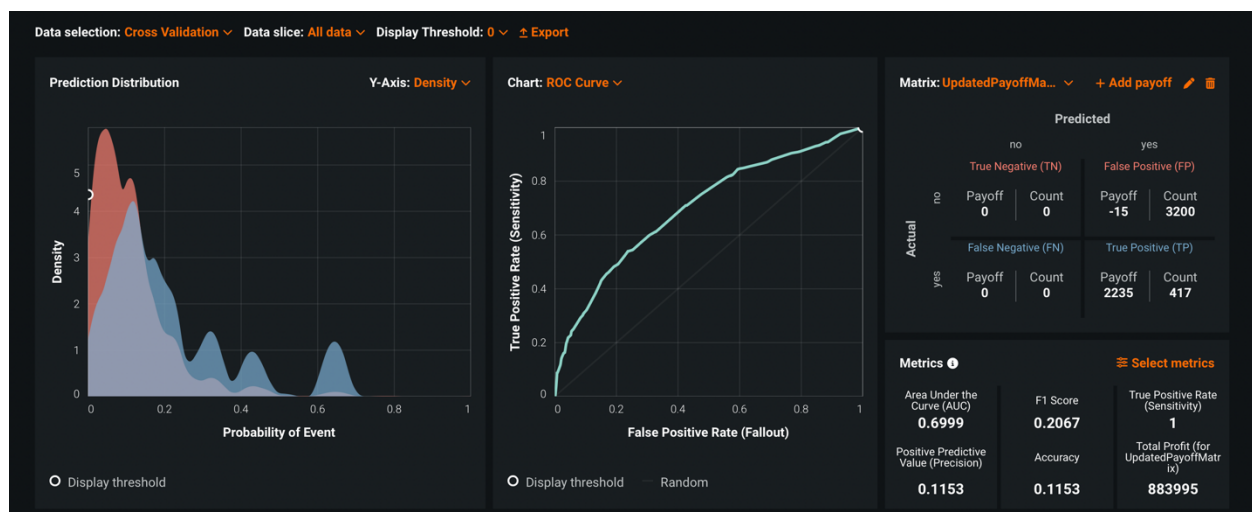 Data selection: Cross Validation Data slice: All data Display Threshold: 0 Export
Prediction Distribution Y-Axis: Density
5
4
3
2
1
0
Density
0 0.2 0.4 0.6 0.8 1
Probability of Event
Display threshold
Chart: ROC Curve
1
0.8
0.6
0.4
0.2
0
True Positive Rate (Sensitivity)
0 0.2 0.4 0.6 0.8 1
False Positive Rate (Fallout)
Display threshold Random
Matrix: UpdatedPayoffMa... + Add payoff
Predicted
no yes
Actual
no
True Negative (TN) False Positive (FP)
Payoff Count Payoff Count
0 0 -15 3200
yes
False Negative (FN) True Positive (TP)
Payoff Count Payoff Count
0 0 2235 417
Metrics Select metrics
Area Under the
Curve (AUC)
0.6999
F1 Score
0.2067
True Positive Rate
(Sensitivity)
1
Positive Predictive
Value (Precision)
0.1153
Accuracy
0.1153
Total Profit (for
UpdatedPayoffMatr
ix)
883995